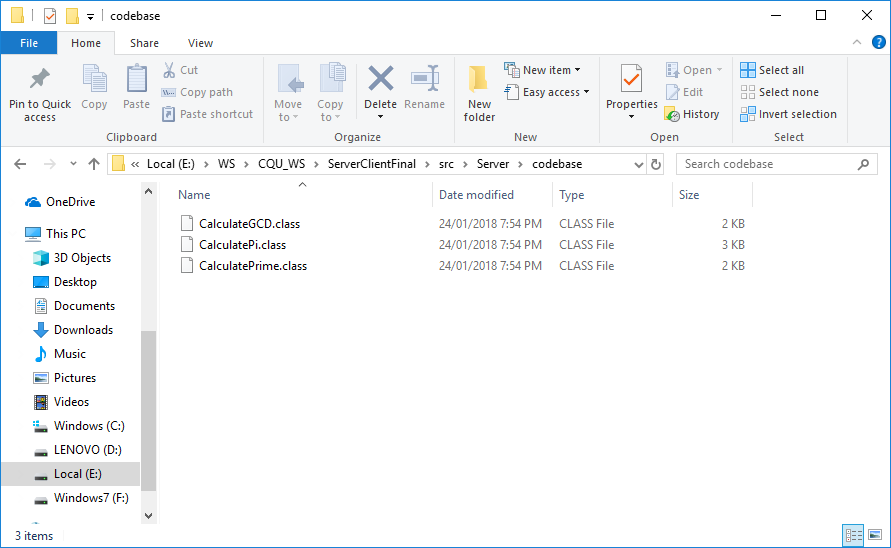 codebase
File Home Share View
Pin to Quick access
Copy
Paste
Cut
Copy path
Paste shortcut
Clipboard
Move to
Copy to
Delete
Rename
Organize
New folder
New item
Easy access
New
Properties
Open
Edit
History
Open
Select all
Select none
Invert selection
Select
« Local (E:) > WS > CQU_WS > ServerClientFinal > src > Server > codebase
Search codebase
OneDrive
This PC
3D Objects
Desktop
Documents
Downloads
Music
Pictures
Videos
Windows (C:)
LENOVO (D:)
Local (E:)
Windows7 (F:)
Name Date modified Type Size
CalculateGCD.class 24/01/2018 7:54 PM CLASS File 2 KB
CalculatePi.class 24/01/2018 7:54 PM CLASS File 3 KB
CalculatePrime.class 24/01/2018 7:54 PM CLASS File 2 KB
3 items